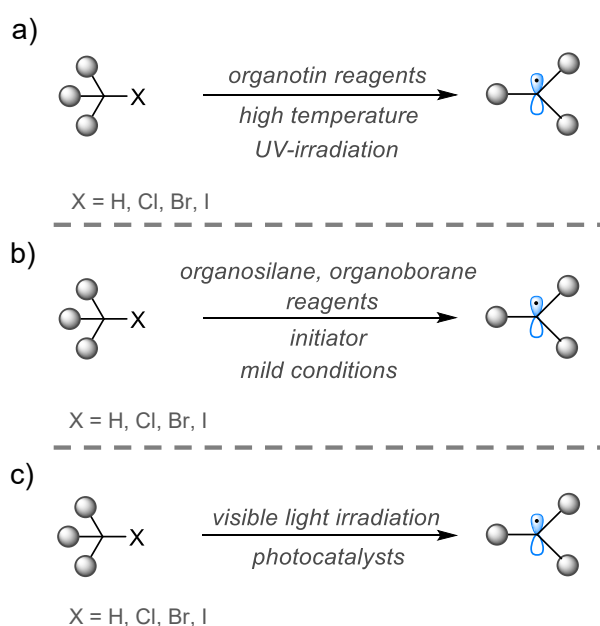 a)
X
organotin reagents
high temperature
UV-irradiation
X = H, Cl, Br, I
b)
X
organosilane, organoborane
reagents
initiator
mild conditions
X = H, Cl, Br, I
c)
X
visible light irradiation
photocatalysts
X = H, Cl, Br, I